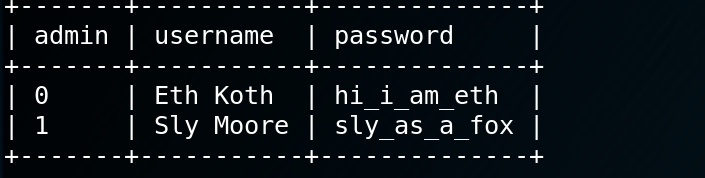 +-------+-----------+--------------+
| admin | username  | password     |
+-------+-----------+--------------+
| 0     | Eth Koth  | hi_i_am_eth  |
| 1     | Sly Moore | sly_as_a_fox |
+-------+-----------+--------------+